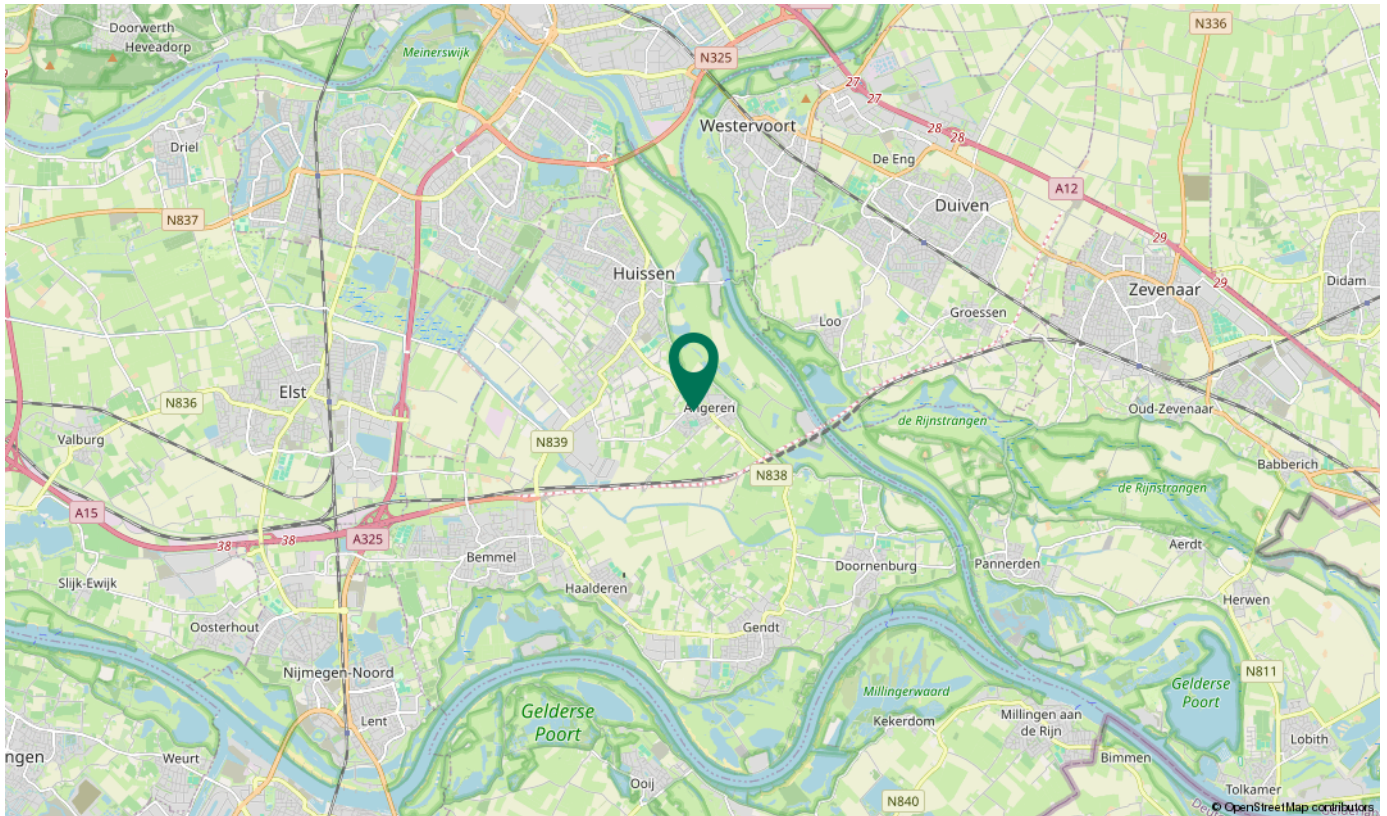 Doorwerth
Heveadorp
Meinerswijk
N325
N336
27
27
Westervoort
28
28
Driel
De Eng
A12
Duiven
N837
29
Huissen
29
Didam
Zevenaar
Groessen
Loo
Elst
N836
Angeren
Oud-Zevenaar
de Rijnstrangen
Valburg
N839
Babberich
N838
de Rijnstrangen
A15
38
38
A325
Aerdt
Bemmel
Pannerden
Doornenburg
Slijk-Ewijk
Haalderen
Herwen
Oosterhout
Gendt
Nijmegen-Noord
N811
Gelderse
Poort
Millingerwaard
Gelderse
Poort
Lent
Kekerdom
Millingen aan
de Rijn
Lobith
ngen
Weurt
Bimmen
Ooij
Tolkamer
N840
© OpenStreetMap contributors